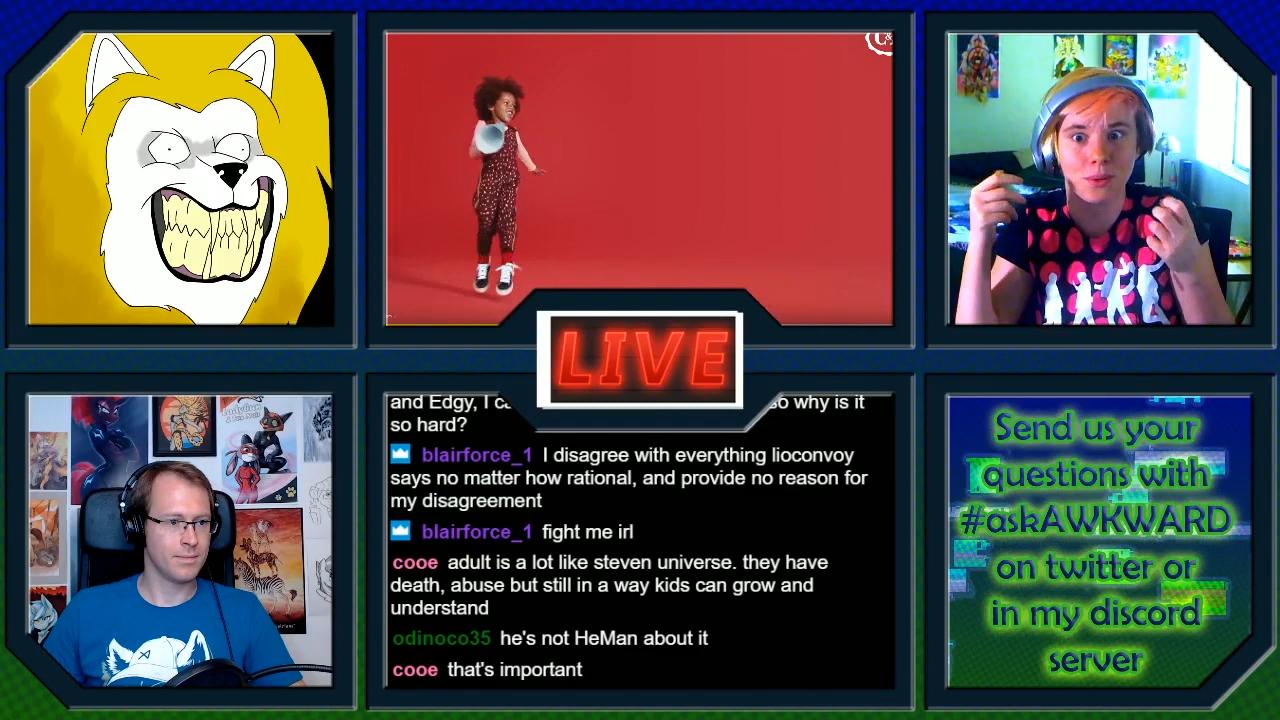 LIVE
and Edgy, I
so why is it
so hard?
blairforce_1 I disagree with everything lioconvoy
says no matter how rational, and provide no reason for
my disagreement
blairforce_1 fight me irl
cooe adult is a lot like steven universe. they have
death, abuse but still in a way kids can grow and
understand
odinoco35 he's not HeMan about it
cooe that's important
Send us your
questions with
#askAWKWARD
on twitter or
in my discord
server